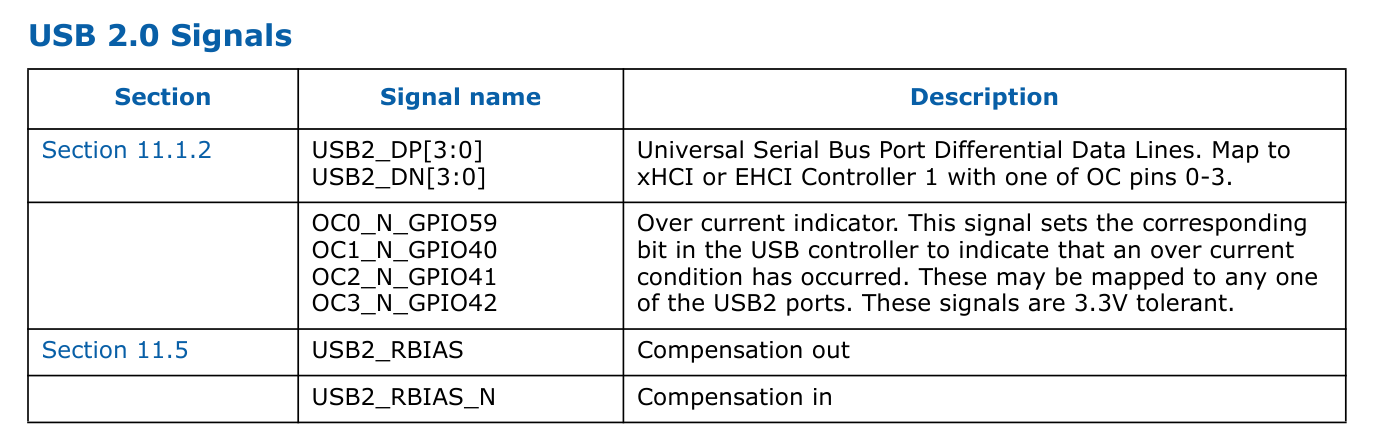 USB 2.0 Signals
Section Signal name Description
Section 11.1.2
USB2_DP[3:0]
USB2_DN[3:0]
Universal Serial Bus Port Differential Data Lines. Map to
xHCI or EHCI Controller 1 with one of OC pins 0-3.
OC0_N_GPIO59
OC1_N_GPIO40
OC2_N_GPIO41
OC3_N_GPIO42
Over current indicator. This signal sets the corresponding
bit in the USB controller to indicate that an over current
condition has occurred. These may be mapped to any one
of the USB2 ports. These signals are 3.3V tolerant.
Section 11.5 USB2_RBIAS Compensation out
USB2_RBIAS_N Compensation in